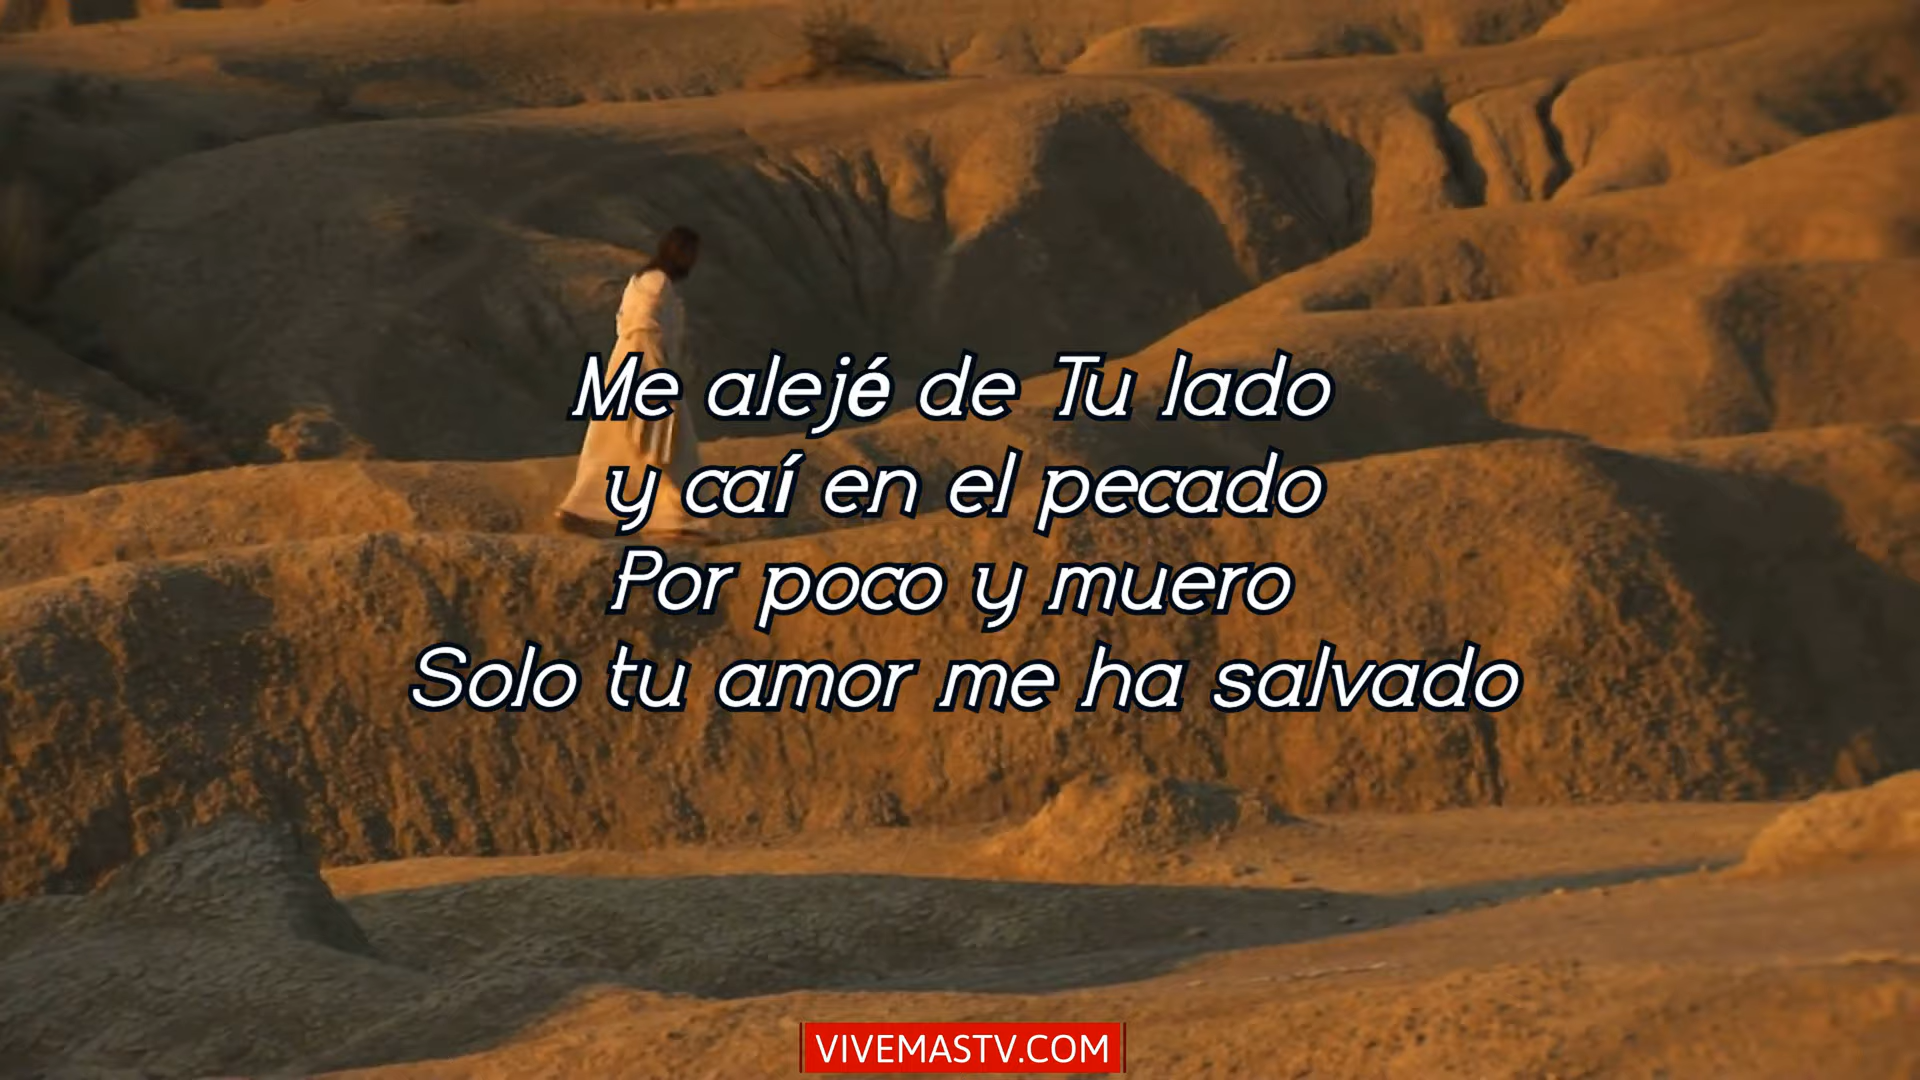 Me alejé de Tu lado
y caí en el pecado
Por poco y muero
Solo tu amor me ha salvado
VIVEMASTV.COM